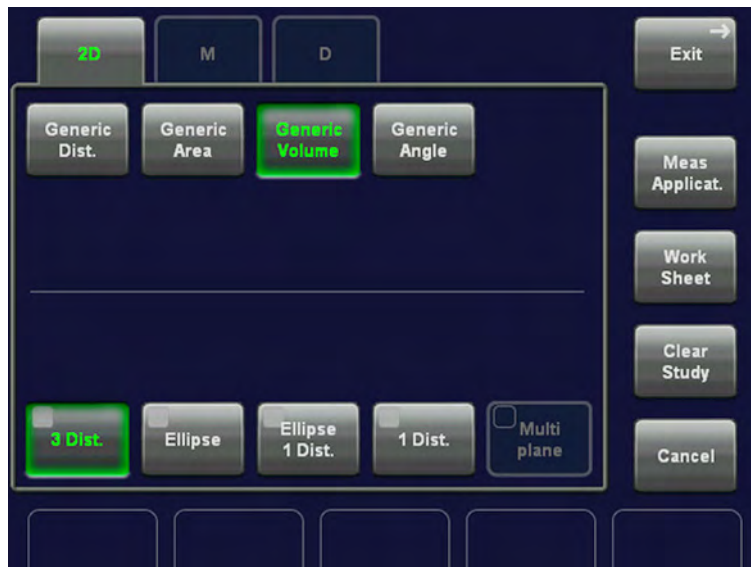 2D
M
D
Exit
Generic
Dist.
Generic
Area
Generic
Volume
Generic
Angle
Meas
Applicat.
Work
Sheet
Clear
Study
3 Dist.
Ellipse
Ellipse
1 Dist.
1 Dist.
Multi
plane
Cancel